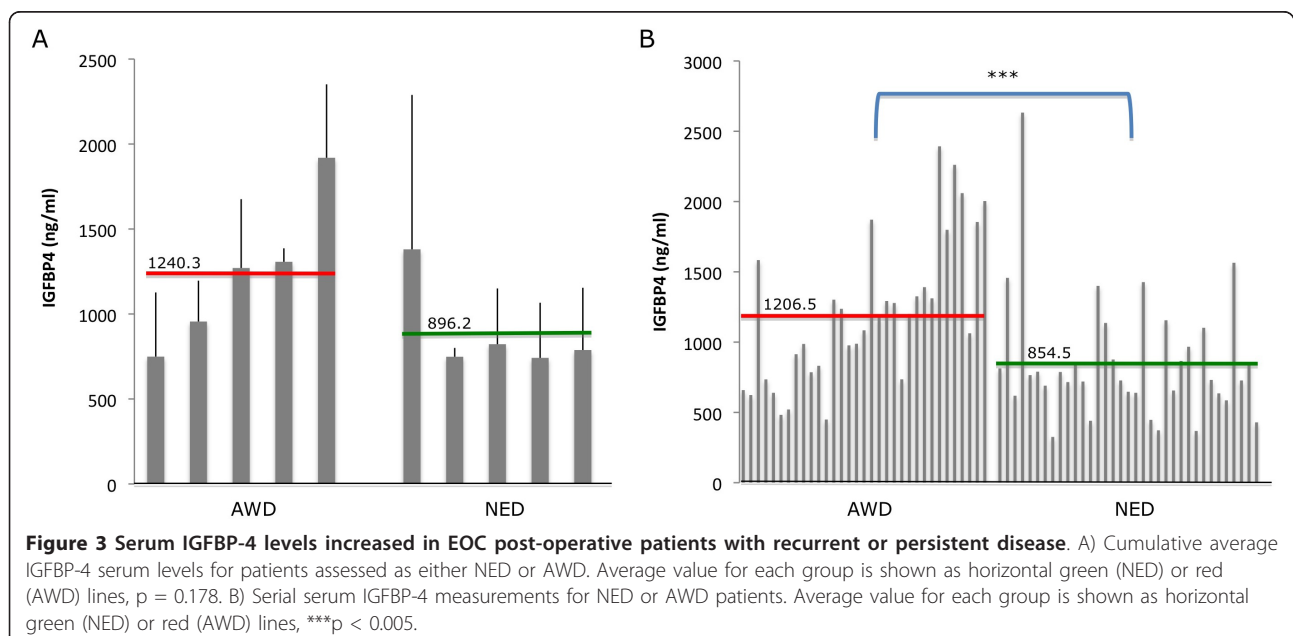 A
2500
2000
1500
1000
500
0
IGFBP4 (ng/ml)
1240.3
896.2
AWD
NED
B
3000
2500
2000
1500
1000
500
0
IGFBP4 (ng/ml)
***
1206.5
854.5
AWD
NED
Figure 3 Serum IGFBP-4 levels increased in EOC post-operative patients with recurrent or persistent disease. A) Cumulative average
IGFBP-4 serum levels for patients assessed as either NED or AWD. Average value for each group is shown as horizontal green (NED) or red
(AWD) lines, p = 0.178. B) Serial serum IGFBP-4 measurements for NED or AWD patients. Average value for each group is shown as horizontal
green (NED) or red (AWD) lines, ***p < 0.005.